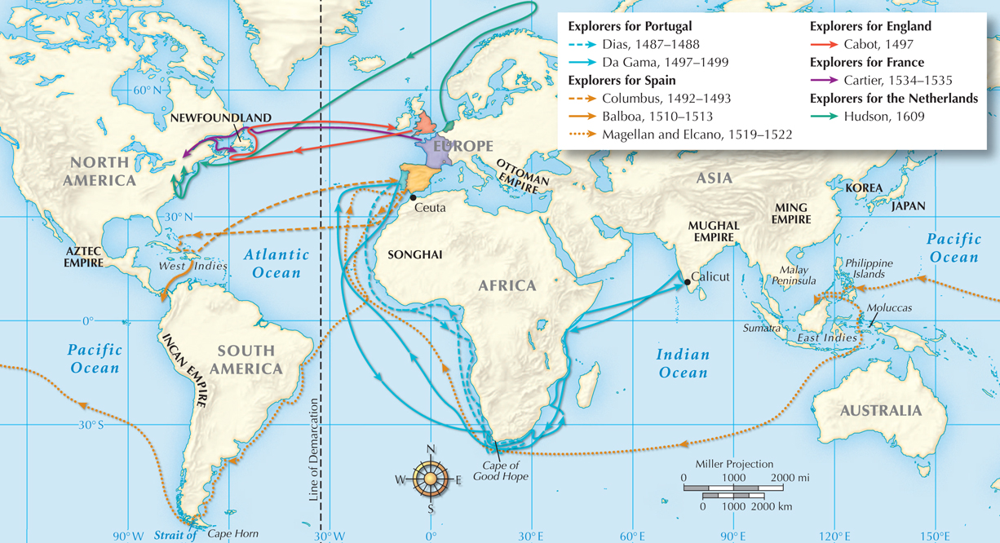 Explorers for Portugal
Dias, 1487–1488
Da Gama, 1497–1499
Explorers for Spain
Columbus, 1492–1493
Balboa, 1510–1513
Magellan and Elcano, 1519–1522
Explorers for England
Cabot, 1497
Explorers for France
Cartier, 1534–1535
Explorers for the Netherlands
Hudson, 1609
60°N
NEWFOUNDLAND
NORTH
AMERICA
EUROPE
OTTOMAN
EMPIRE
ASIA
KOREA
JAPAN
MING
EMPIRE
MUGHAL
EMPIRE
Ceuta
30°N
AZTEC
EMPIRE
West Indies
Atlantic
Ocean
SONGHAI
AFRICA
Calicut
Pacific
Ocean
Malay
Peninsula
Philippine
Islands
Moluccas
Sumatra
East Indies
0°
Pacific
Ocean
INCAN EMPIRE
SOUTH
AMERICA
Indian
Ocean
AUSTRALIA
30°S
Line of Demarcation
Cape of
Good Hope
N
W
E
S
Miller Projection
0 1000 2000 mi
0 1000 2000 km
Strait of
Cape Horn
90°W
30°W
0°
30°E
60°E
90°E
120°E
150°E